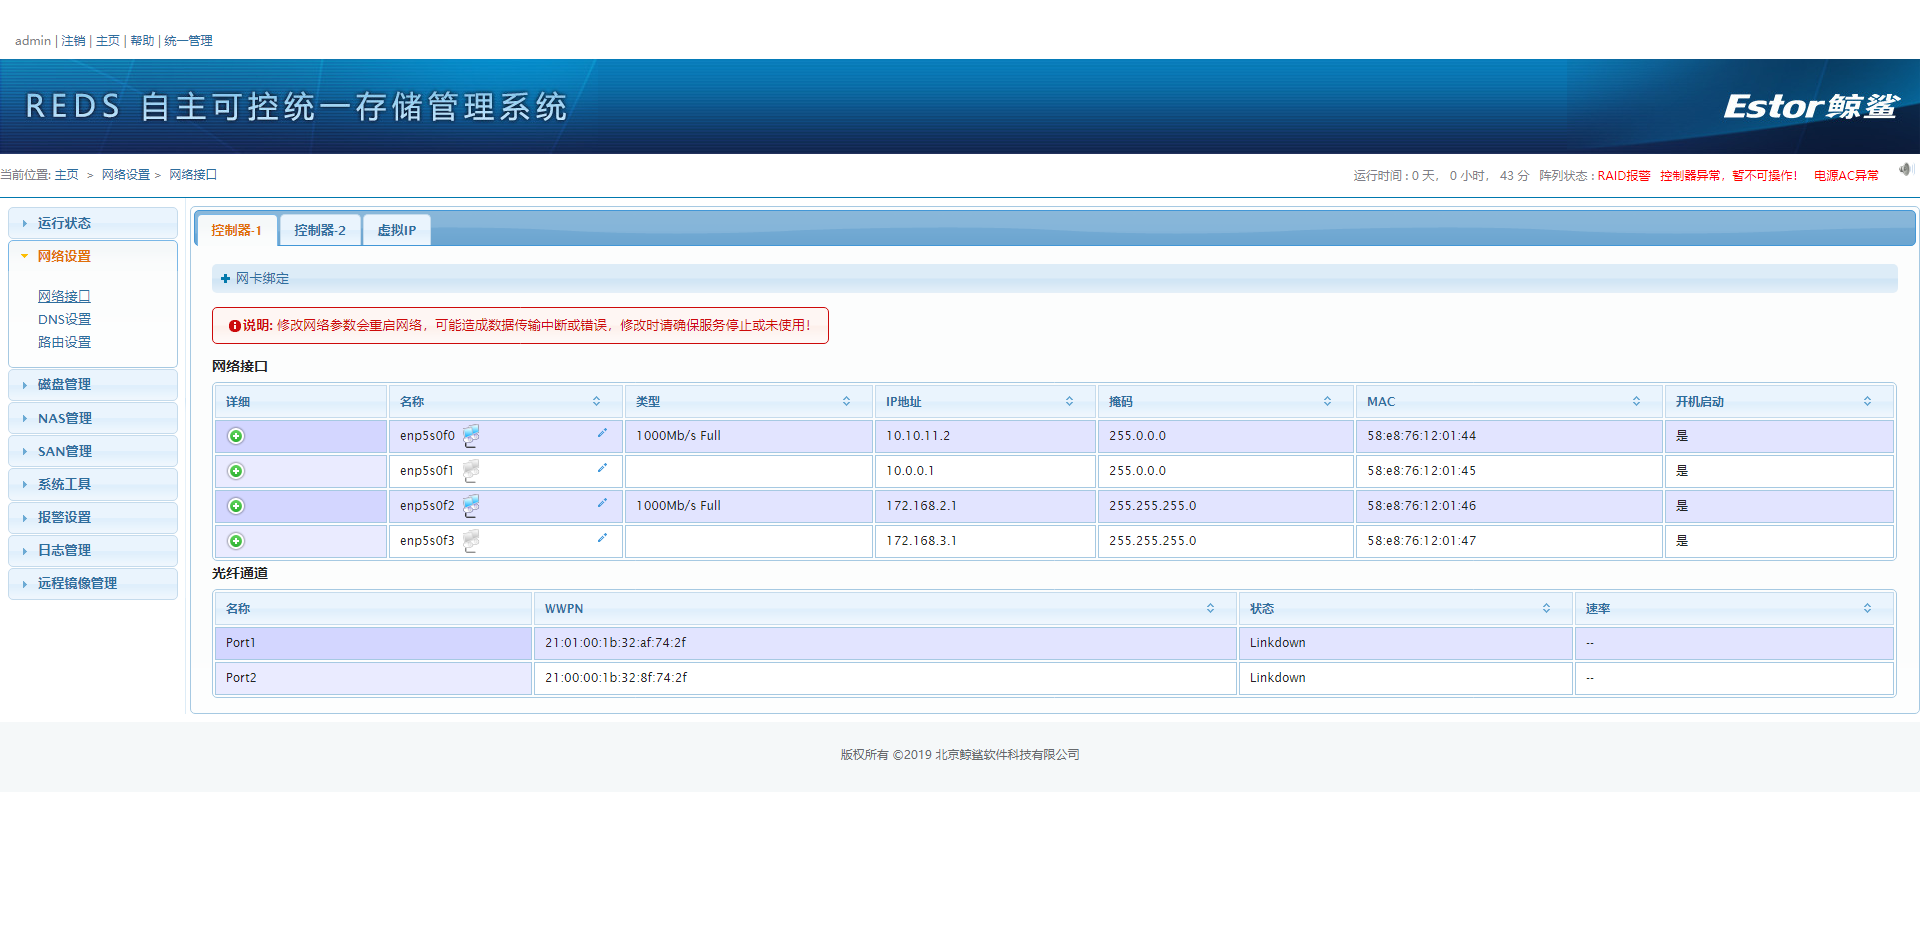 admin | 注销 | 主页 | 帮助 | 统一管理
REDS 自主可控统一存储管理系统
Estor鲸鲨
当前位置: 主页 > 网络设置 > 网络接口
运行时间 : 0 天, 0 小时, 43 分 阵列状态 : RAID报警 控制器异常，暂不可操作! 电源AC异常
运行状态
网络设置
网络接口
DNS设置
路由设置
磁盘管理
NAS管理
SAN管理
系统工具
报警设置
日志管理
远程镜像管理
控制器-1 控制器-2 虚拟IP
网卡绑定
说明: 修改网络参数会重启网络，可能造成数据传输中断或错误，修改时请确保服务停止或未使用!
网络接口
详细 名称 类型 IP地址 掩码 MAC 开机启动
enp5s0f0 1000Mb/s Full 10.10.11.2 255.0.0.0 58:e8:76:12:01:44 是
enp5s0f1 10.0.0.1 255.0.0.0 58:e8:76:12:01:45 是
enp5s0f2 1000Mb/s Full 172.168.2.1 255.255.255.0 58:e8:76:12:01:46 是
enp5s0f3 172.168.3.1 255.255.255.0 58:e8:76:12:01:47 是
光纤通道
名称 WWPN 状态 速率
Port1 21:01:00:1b:32:af:74:2f Linkdown --
Port2 21:00:00:1b:32:8f:74:2f Linkdown --
版权所有 ©2019 北京鲸鲨软件科技有限公司